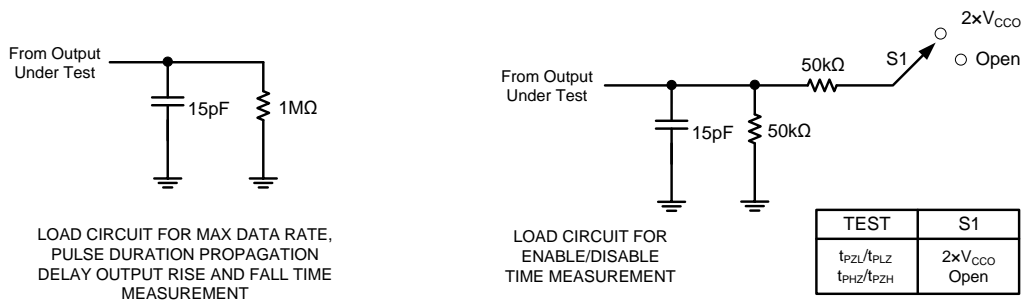 From Output
Under Test
15pF
1MΩ
LOAD CIRCUIT FOR MAX DATA RATE,
PULSE DURATION PROPAGATION
DELAY OUTPUT RISE AND FALL TIME
MEASUREMENT
2×VCCO
S1
Open
50kΩ
From Output
Under Test
15pF
50kΩ
LOAD CIRCUIT FOR
ENABLE/DISABLE
TIME MEASUREMENT
TEST S1
tPZL/tPLZ 2×VCCO
tPHZ/tPZH Open